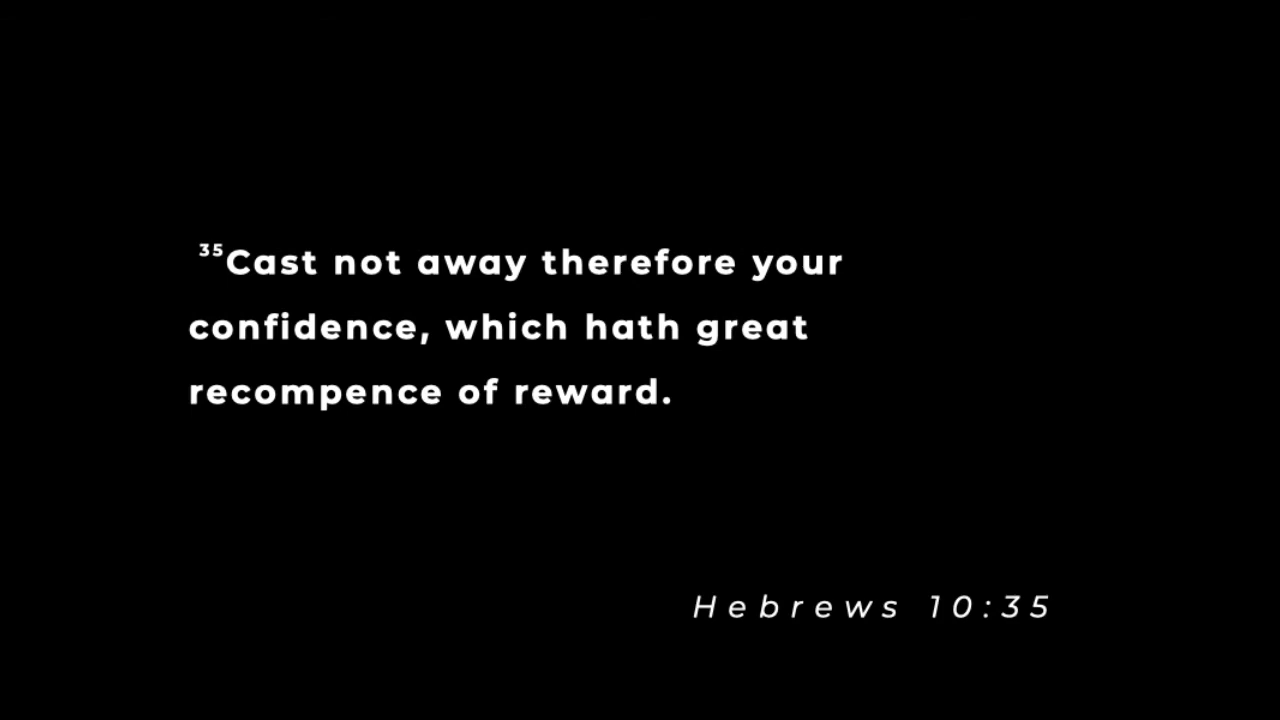 ³⁵Cast not away therefore your
confidence, which hath great
recompence of reward.
Hebrews 10:35